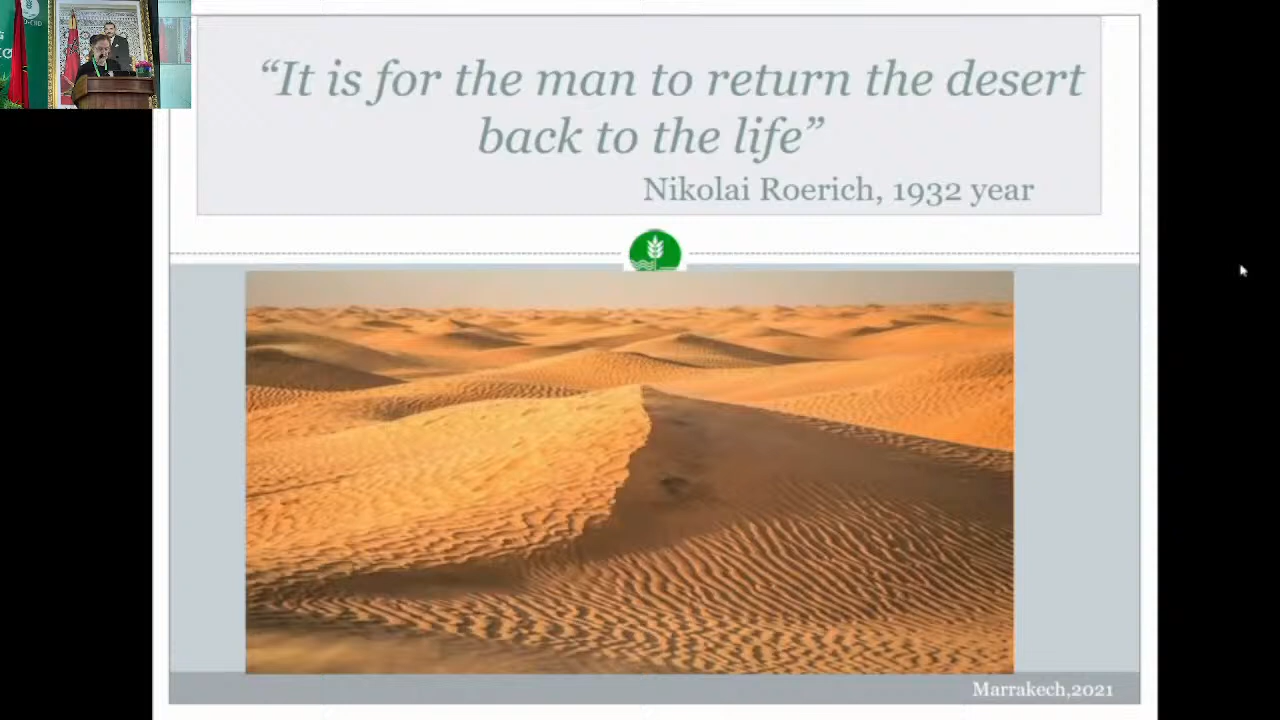 “It is for the man to return the desert
back to the life”
Nikolai Roerich, 1932 year
Marrakech,2021